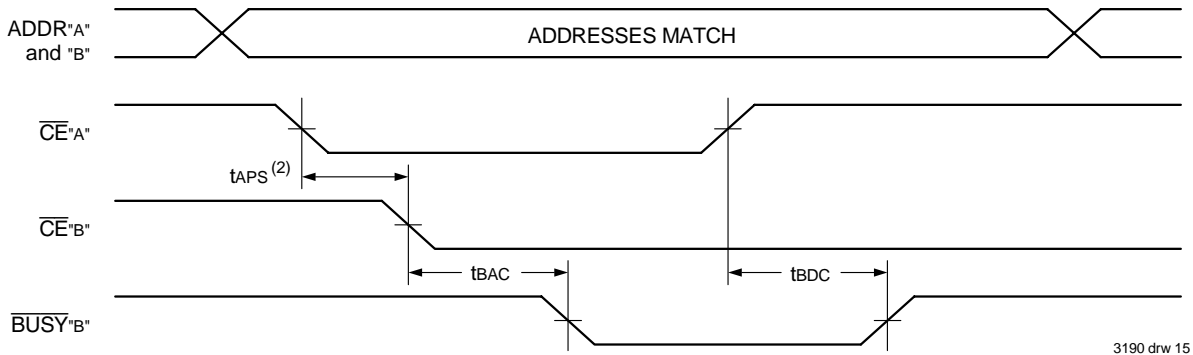 ADDR"A"
and "B"
ADDRESSES MATCH
CE"A"
tAPS (2)
CE"B"
tBAC
tBDC
BUSY"B"
3190 drw 15